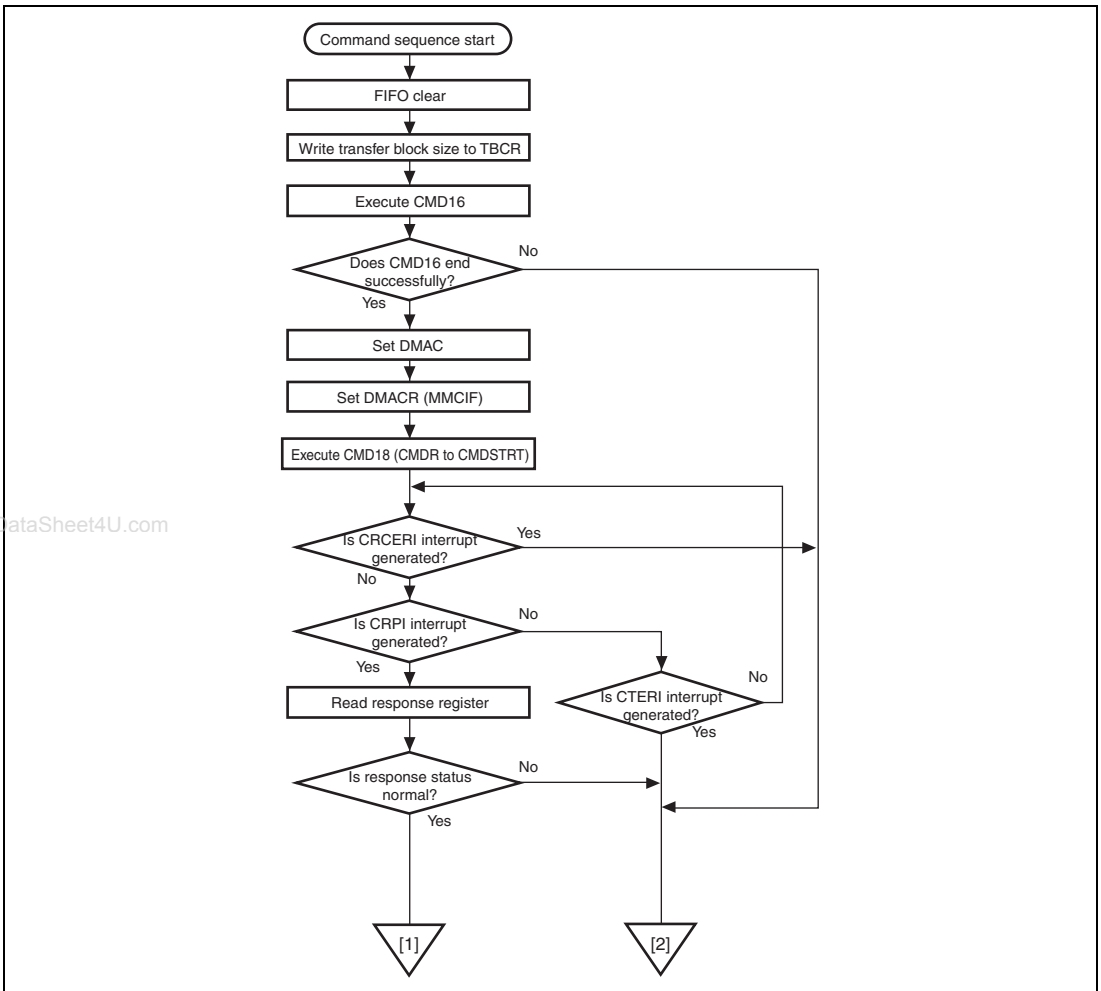 Command sequence start
FIFO clear
Write transfer block size to TBCR
Execute CMD16
Does CMD16 end
successfully?
No
Yes
Set DMAC
Set DMACR (MMCIF)
Execute CMD18 (CMDR to CMDSTRT)
ataSheet4U.com
Is CRCERI interrupt
generated?
Yes
No
Is CRPI interrupt
generated?
No
Yes
Read response register
Is CTERI interrupt
generated?
No
Yes
Is response status
normal?
No
Yes
[1]
[2]